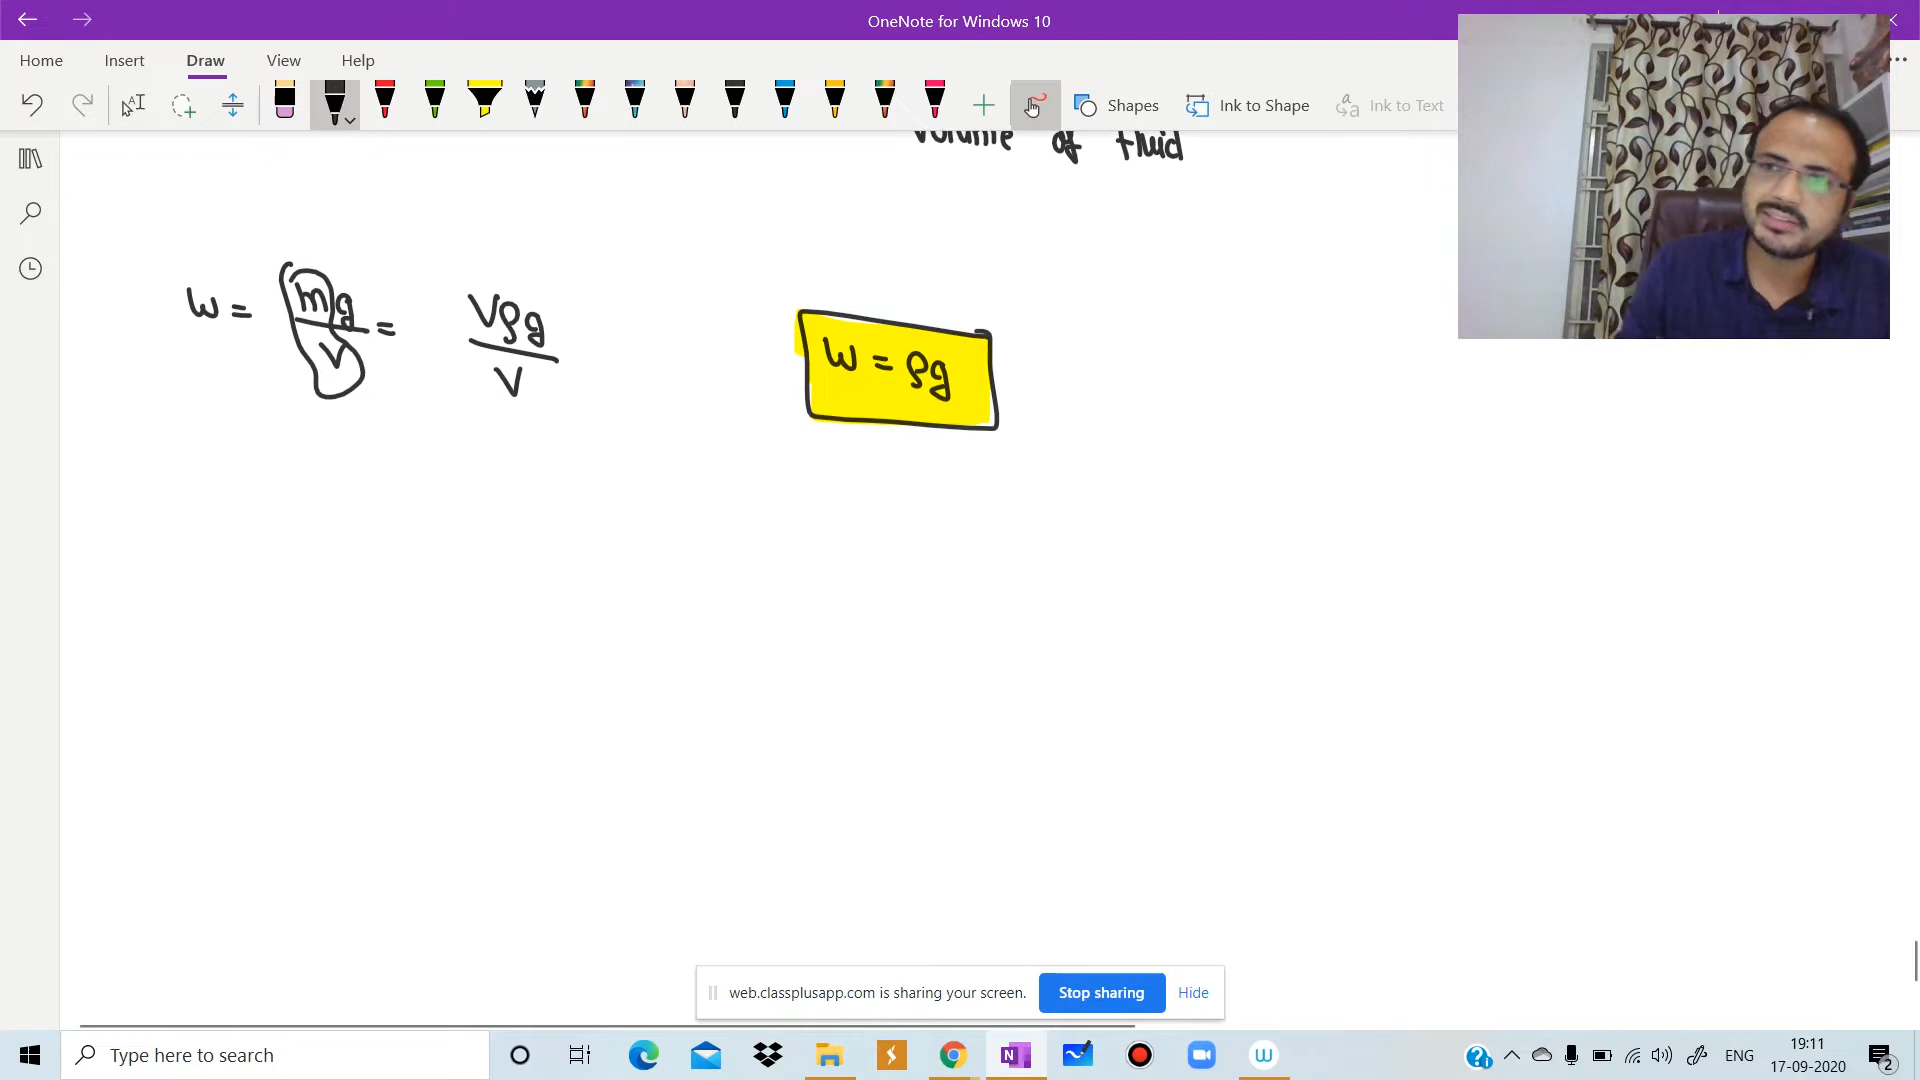 OneNote for Windows 10
Home Insert Draw View Help
Shapes Ink to Shape Ink to Text
volume of fluid
w = mg/V = Vρg/V
w = ρg
web.classplusapp.com is sharing your screen. Stop sharing Hide
Type here to search
ENG
19:11
17-09-2020
2